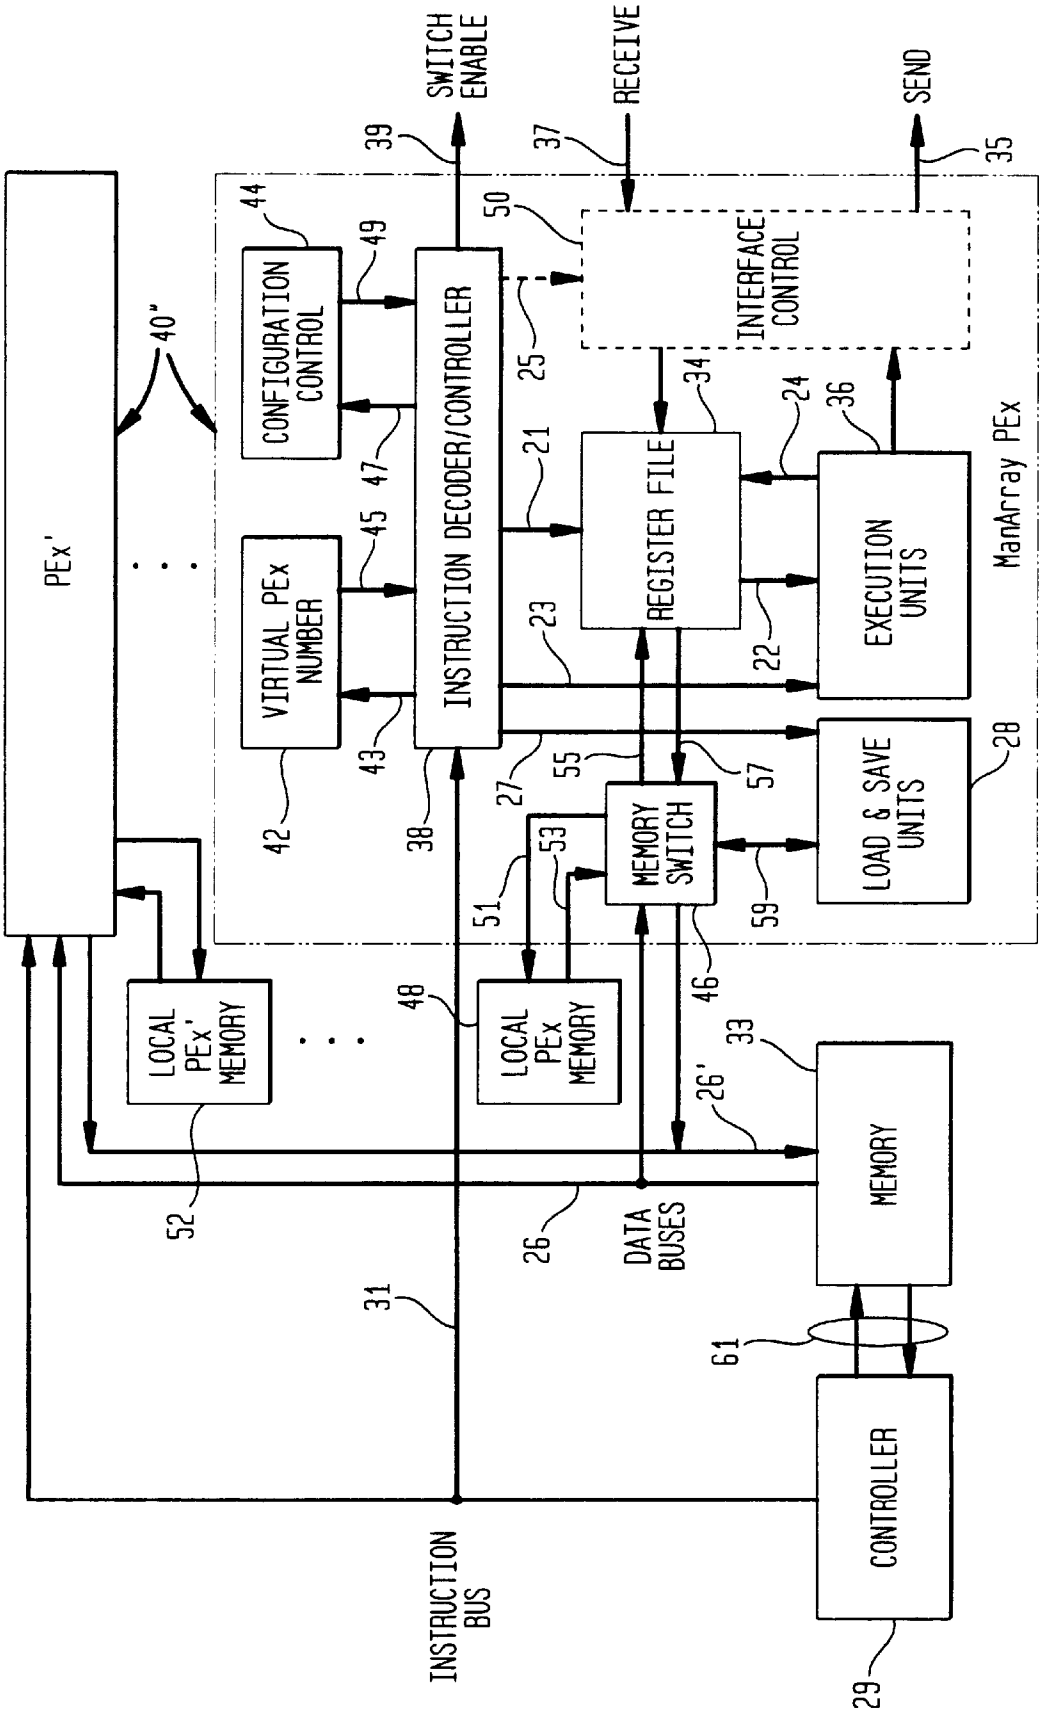 PEx'
40"
44
CONFIGURATION
CONTROL
49
47
39
SWITCH
ENABLE
42
VIRTUAL PEx
NUMBER
45
43
38
INSTRUCTION DECODER/CONTROLLER
25
50
37
RECEIVE
INTERFACE
CONTROL
35
SEND
21
23
27
34
REGISTER FILE
24
22
36
EXECUTION
UNITS
ManArray PEx
55
57
51
53
MEMORY
SWITCH
46
59
LOAD & SAVE
UNITS
28
LOCAL
PEx'
MEMORY
52
48
LOCAL
PEx
MEMORY
31
26
26'
DATA
BUSES
33
MEMORY
61
INSTRUCTION
BUS
CONTROLLER
29